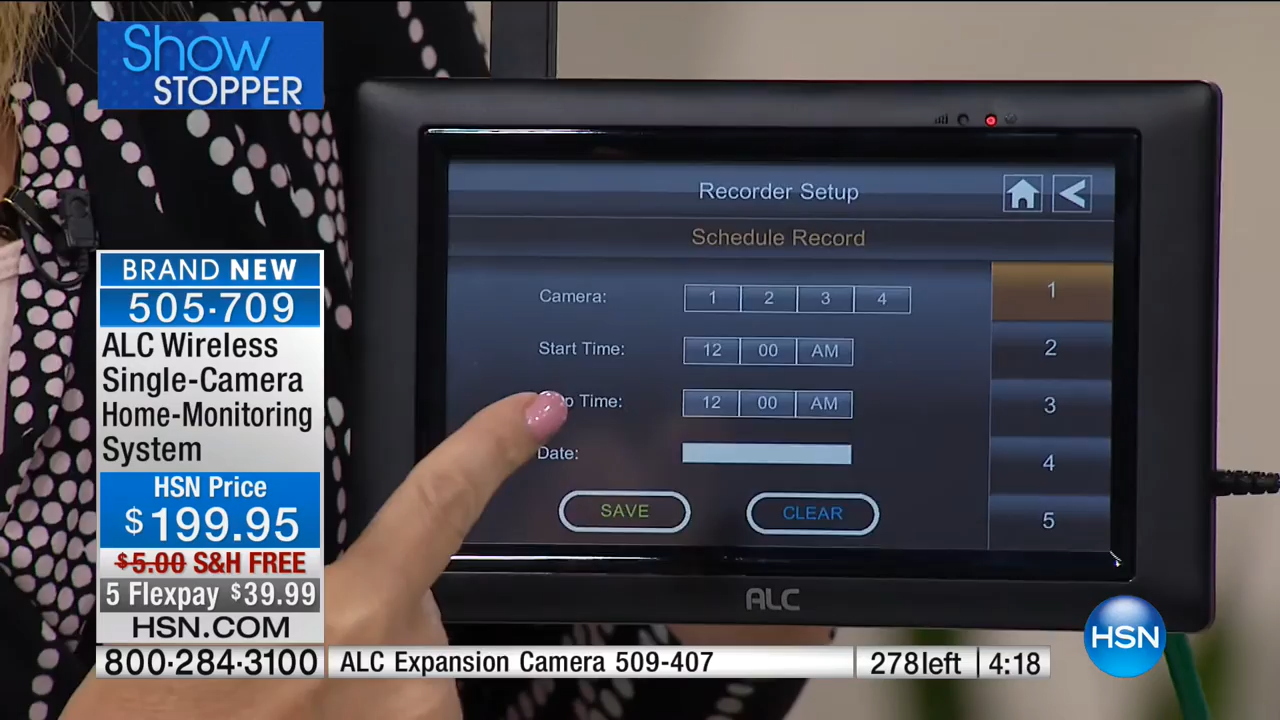 Show
STOPPER
BRAND NEW
505-709
ALC Wireless
Single-Camera
Home-Monitoring
System
HSN Price
$199.95
$5.00 S&H FREE
5 Flexpay $39.99
HSN.COM
800-284-3100
ALC Expansion Camera 509-407
278left
4:18
HSN
Recorder Setup
Schedule Record
Camera: 1 2 3 4
Start Time: 12 00 AM
Time: 12 00 AM
Date:
SAVE CLEAR
1
2
3
4
5
ALC